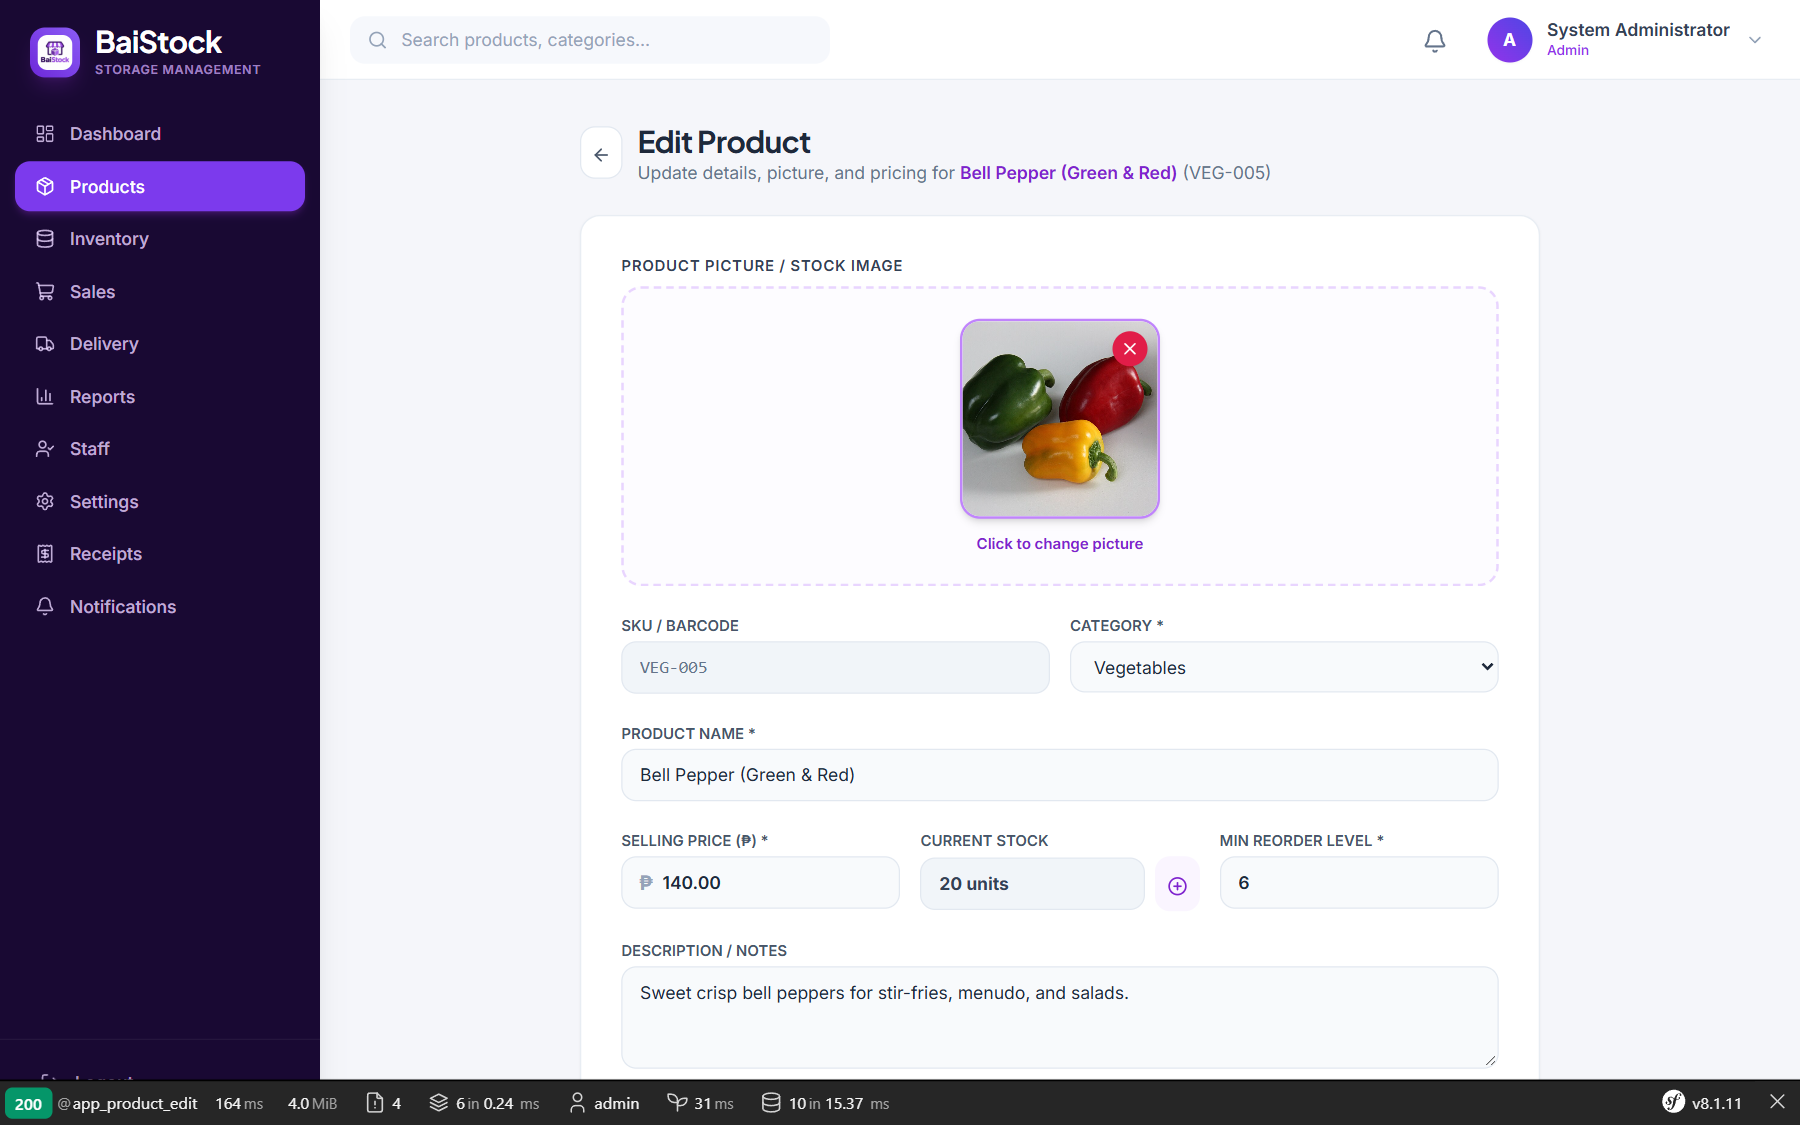 BaiStock
BaiStock
STORAGE MANAGEMENT
Dashboard
Products
Inventory
Sales
Delivery
Reports
Staff
Settings
Receipts
Notifications
Search products, categories...
A
System Administrator
Admin
Edit Product
Update details, picture, and pricing for Bell Pepper (Green & Red) (VEG-005)
PRODUCT PICTURE / STOCK IMAGE
Click to change picture
SKU / BARCODE
VEG-005
CATEGORY *
Vegetables
PRODUCT NAME *
Bell Pepper (Green & Red)
SELLING PRICE (₱) *
₱ 140.00
CURRENT STOCK
20 units
MIN REORDER LEVEL *
6
DESCRIPTION / NOTES
Sweet crisp bell peppers for stir-fries, menudo, and salads.
200 @app_product_edit 164 ms 4.0 MiB 4 6 in 0.24 ms admin 31 ms 10 in 15.37 ms sf v8.1.11